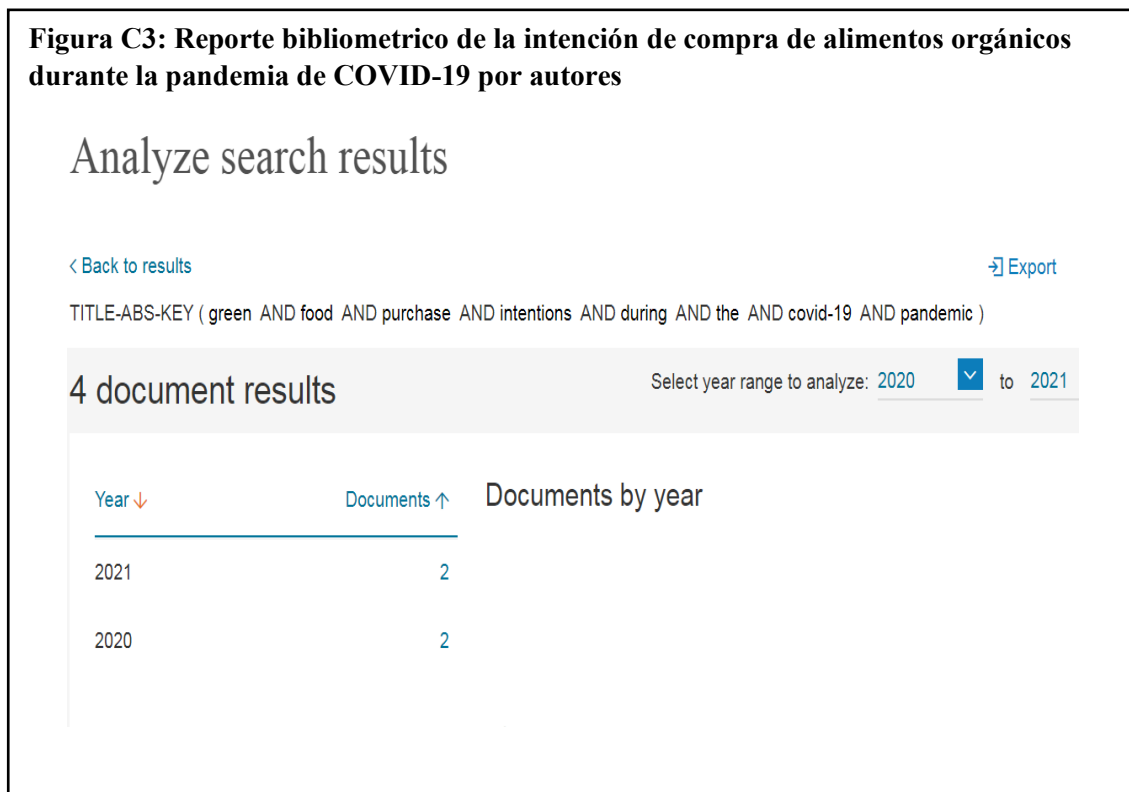 Figura C3: Reporte bibliometrico de la intención de compra de alimentos orgánicos
durante la pandemia de COVID-19 por autores
Analyze search results
< Back to results
Export
TITLE-ABS-KEY ( green AND food AND purchase AND intentions AND during AND the AND covid-19 AND pandemic )
4 document results
Select year range to analyze: 2020 to 2021
Year ↓ Documents ↑
Documents by year
2021 2
2020 2